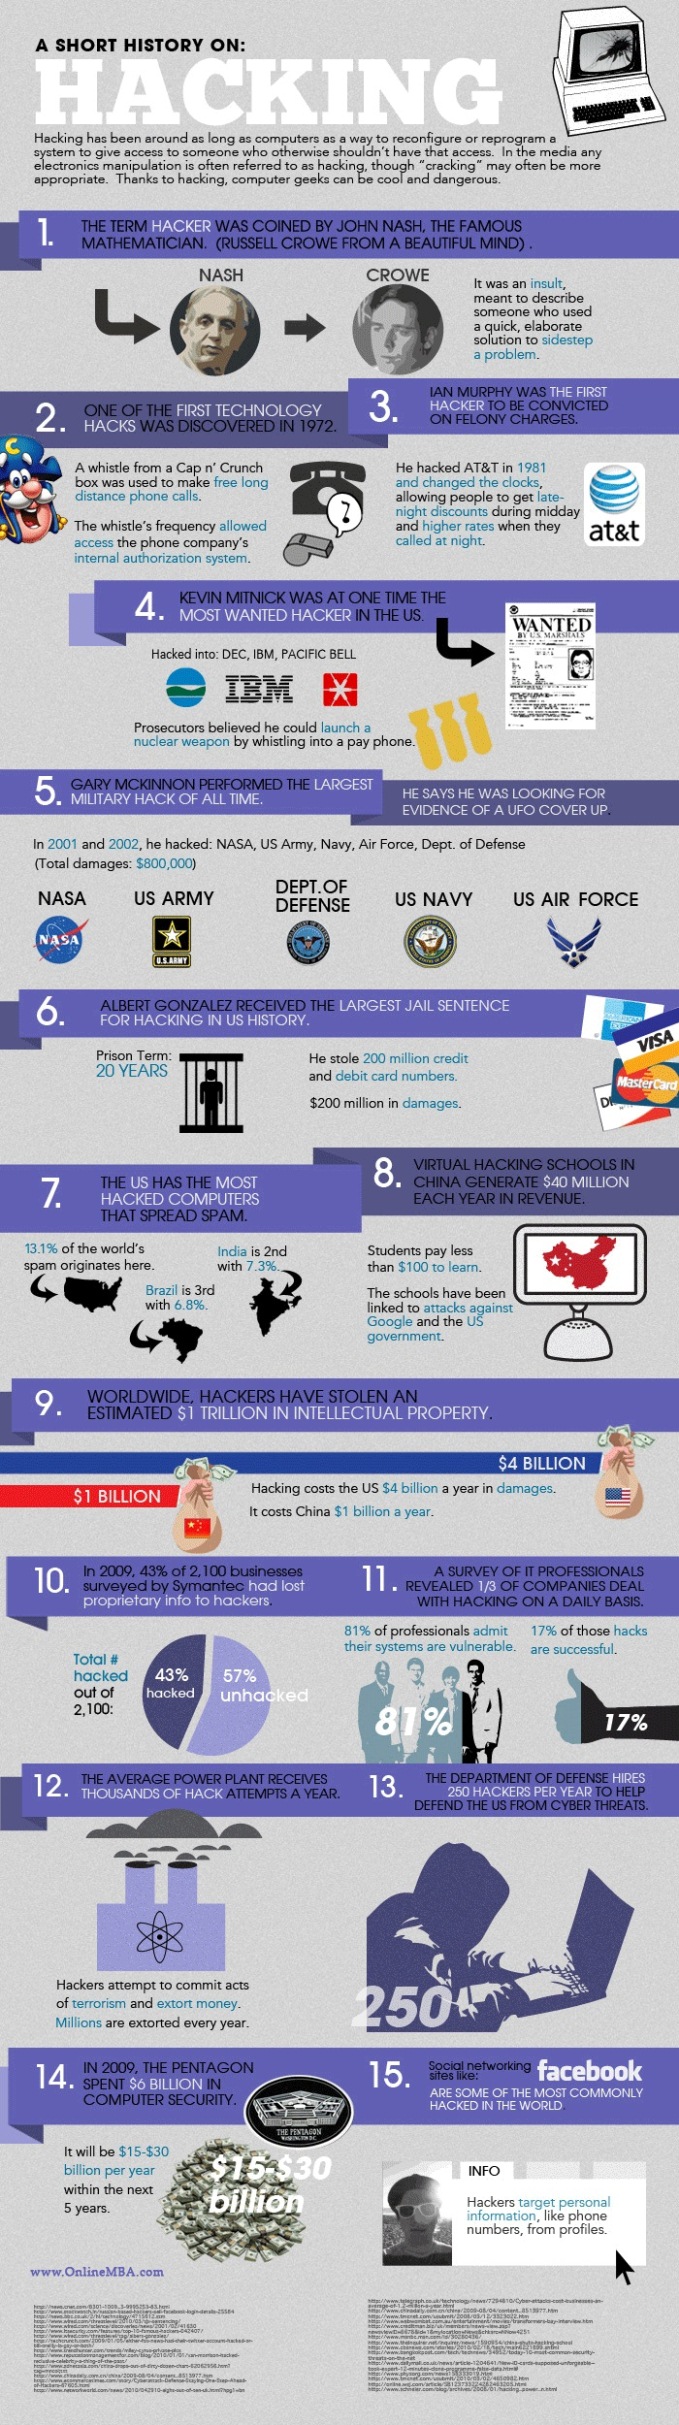 A SHORT HISTORY ON:
HACKING
Hacking has been around as long as computers as a way to reconfigure or reprogram a
system to give access to someone who otherwise shouldn't have that access. In the media any
electronics manipulation is often referred to as hacking, though "cracking" may often be more
appropriate. Thanks to hacking, computer geeks can be cool and dangerous.
1. THE TERM HACKER WAS COINED BY JOHN NASH, THE FAMOUS
MATHEMATICIAN. (RUSSELL CROWE FROM A BEAUTIFUL MIND) .
NASH
CROWE
It was an insult,
meant to describe
someone who used
a quick, elaborate
solution to sidestep
a problem.
2. ONE OF THE FIRST TECHNOLOGY
HACKS WAS DISCOVERED IN 1972.
A whistle from a Cap n' Crunch
box was used to make free long
distance phone calls.
The whistle's frequency allowed
access the phone company's
internal authorization system.
3. IAN MURPHY WAS THE FIRST
HACKER TO BE CONVICTED
ON FELONY CHARGES.
He hacked AT&T in 1981
and changed the clocks,
allowing people to get late-
night discounts during midday
and higher rates when they
called at night.
at&t
4. KEVIN MITNICK WAS AT ONE TIME THE
MOST WANTED HACKER IN THE US.
Hacked into: DEC, IBM, PACIFIC BELL
IBM
WANTED
BY U.S. MARSHALS
Prosecutors believed he could launch a
nuclear weapon by whistling into a pay phone.
5. GARY MCKINNON PERFORMED THE LARGEST
MILITARY HACK OF ALL TIME.
HE SAYS HE WAS LOOKING FOR
EVIDENCE OF A UFO COVER UP.
In 2001 and 2002, he hacked: NASA, US Army, Navy, Air Force, Dept. of Defense
(Total damages: $800,000)
NASA
US ARMY
DEPT.OF
DEFENSE
US NAVY
US AIR FORCE
NASA
U.S.ARMY
6. ALBERT GONZALEZ RECEIVED THE LARGEST JAIL SENTENCE
FOR HACKING IN US HISTORY.
Prison Term:
20 YEARS
He stole 200 million credit
and debit card numbers.
$200 million in damages.
VISA
MasterCard
7. THE US HAS THE MOST
HACKED COMPUTERS
THAT SPREAD SPAM.
13.1% of the world's
spam originates here.
India is 2nd
with 7.3%.
Brazil is 3rd
with 6.8%.
8. VIRTUAL HACKING SCHOOLS IN
CHINA GENERATE $40 MILLION
EACH YEAR IN REVENUE.
Students pay less
than $100 to learn.
The schools have been
linked to attacks against
Google and the US
government.
9. WORLDWIDE, HACKERS HAVE STOLEN AN
ESTIMATED $1 TRILLION IN INTELLECTUAL PROPERTY.
$4 BILLION
$1 BILLION
Hacking costs the US $4 billion a year in damages.
It costs China $1 billion a year.
10. In 2009, 43% of 2,100 businesses
surveyed by Symantec had lost
proprietary info to hackers.
Total #
hacked
out of
2,100:
43%
hacked
57%
unhacked
11. A SURVEY OF IT PROFESSIONALS
REVEALED 1/3 OF COMPANIES DEAL
WITH HACKING ON A DAILY BASIS.
81% of professionals admit
their systems are vulnerable.
17% of those hacks
are successful.
81%
17%
12. THE AVERAGE POWER PLANT RECEIVES
THOUSANDS OF HACK ATTEMPTS A YEAR.
Hackers attempt to commit acts
of terrorism and extort money.
Millions are extorted every year.
13. THE DEPARTMENT OF DEFENSE HIRES
250 HACKERS PER YEAR TO HELP
DEFEND THE US FROM CYBER THREATS.
250
14. IN 2009, THE PENTAGON
SPENT $6 BILLION IN
COMPUTER SECURITY.
THE PENTAGON
It will be $15-$30
billion per year
within the next
5 years.
$15-$30
billion
15. Social networking
sites like: facebook
ARE SOME OF THE MOST COMMONLY
HACKED IN THE WORLD.
INFO
Hackers target personal
information, like phone
numbers, from profiles.
www.OnlineMBA.com